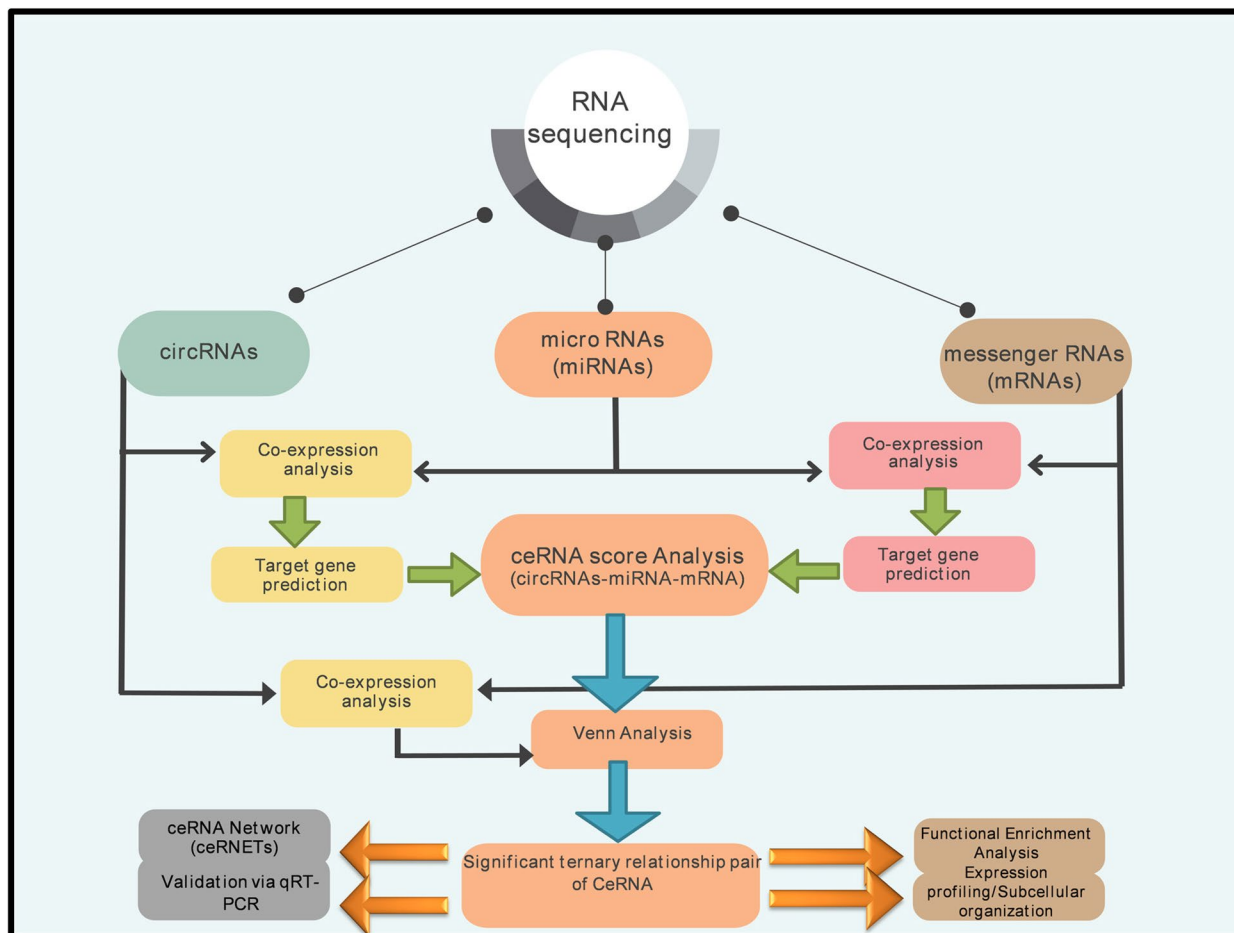 RNA
sequencing
circRNAs
micro RNAs
(miRNAs)
messenger RNAs
(mRNAs)
Co-expression
analysis
Co-expression
analysis
Target gene
prediction
ceRNA score Analysis
(circRNAs-miRNA-mRNA)
Target gene
prediction
Co-expression
analysis
Venn Analysis
ceRNA Network
(ceRNETs)
Validation via qRT-
PCR
Significant ternary relationship pair
of CeRNA
Functional Enrichment
Analysis
Expression
profiling/Subcellular
organization